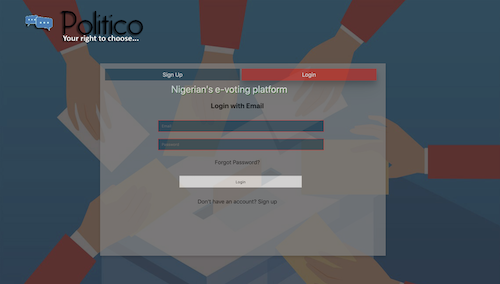 Politico
Your right to choose...
Sign Up
Login
Nigerian's e-voting platform
Login with Email
Email
Password
Forgot Password?
Login
Don't have an account? Sign up